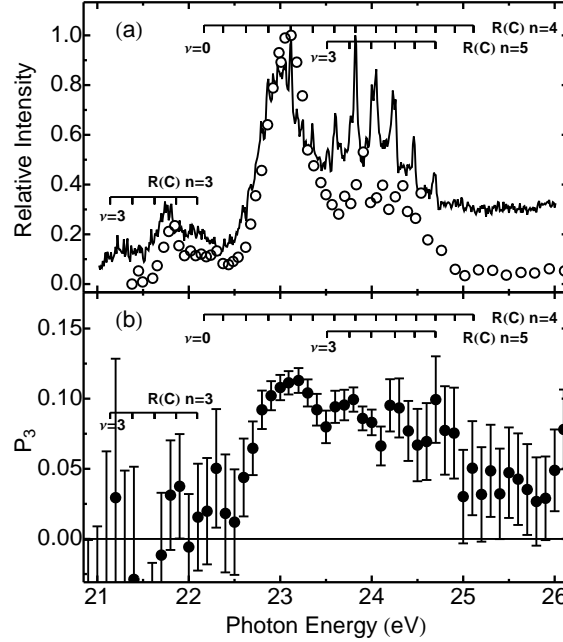 (a)
ν=0
R(C) n=4
ν=3
R(C) n=5
R(C) n=3
ν=3
Relative Intensity
1.0
0.8
0.6
0.4
0.2
0.0
(b)
ν=0
R(C) n=4
ν=3
R(C) n=5
R(C) n=3
ν=3
P3
0.15
0.10
0.05
0.00
21 22 23 24 25 26
Photon Energy (eV)